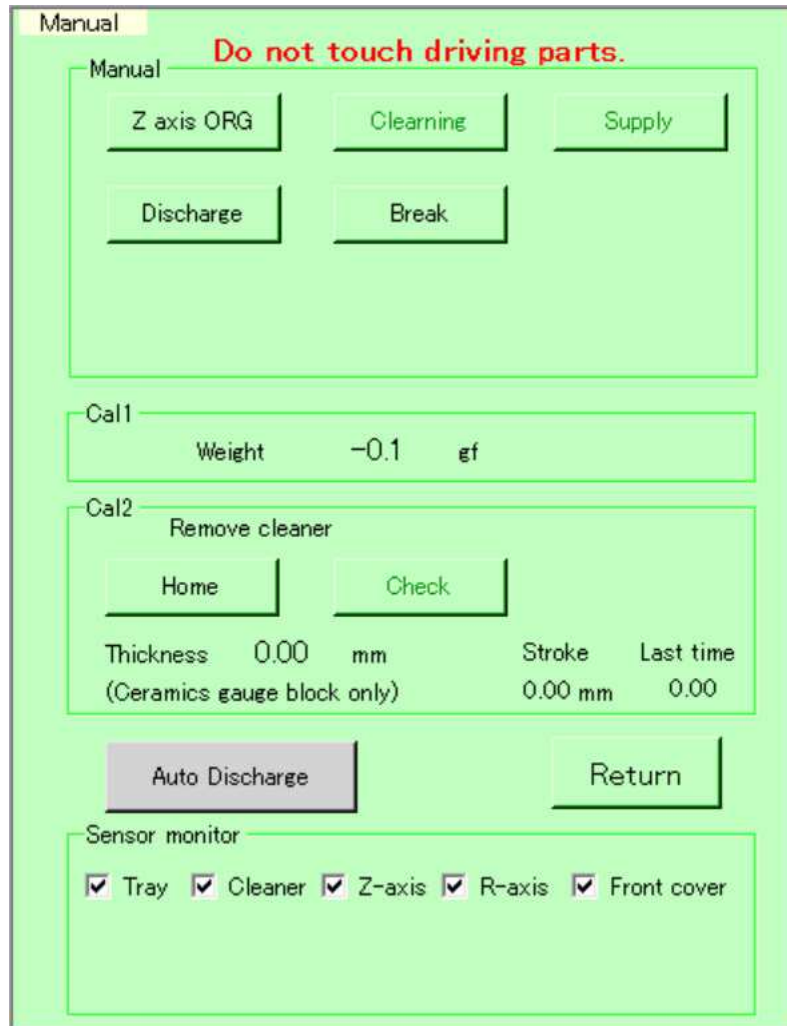 Manual
Do not touch driving parts.
Manual
Z axis ORG
Clearning
Supply
Discharge
Break
Cal1
Weight -0.1 gf
Cal2
Remove cleaner
Home
Check
Thickness 0.00 mm
Stroke Last time
(Ceramics gauge block only)
0.00 mm 0.00
Auto Discharge
Return
Sensor monitor
Tray Cleaner Z-axis R-axis Front cover